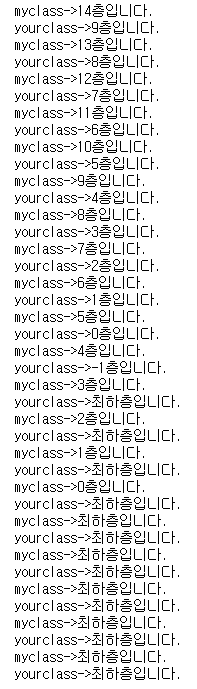 myclass->14층입니다.
yourclass->9층입니다.
myclass->13층입니다.
yourclass->8층입니다.
myclass->12층입니다.
yourclass->7층입니다.
myclass->11층입니다.
yourclass->6층입니다.
myclass->10층입니다.
yourclass->5층입니다.
myclass->9층입니다.
yourclass->4층입니다.
myclass->8층입니다.
yourclass->3층입니다.
myclass->7층입니다.
yourclass->2층입니다.
myclass->6층입니다.
yourclass->1층입니다.
myclass->5층입니다.
yourclass->0층입니다.
myclass->4층입니다.
yourclass->-1층입니다.
myclass->3층입니다.
yourclass->최하층입니다.
myclass->2층입니다.
yourclass->최하층입니다.
myclass->1층입니다.
yourclass->최하층입니다.
myclass->0층입니다.
yourclass->최하층입니다.
myclass->최하층입니다.
yourclass->최하층입니다.
myclass->최하층입니다.
yourclass->최하층입니다.
myclass->최하층입니다.
yourclass->최하층입니다.
myclass->최하층입니다.
yourclass->최하층입니다.
myclass->최하층입니다.
yourclass->최하층입니다.